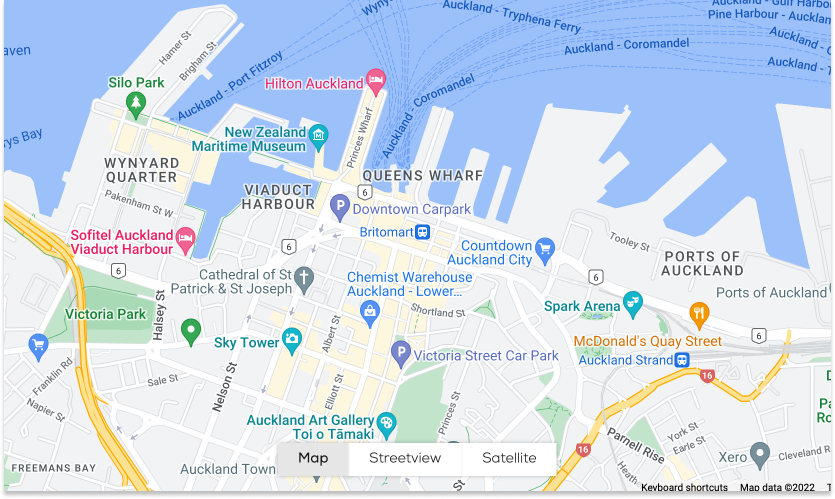 Wyn
Auckland - Tryphena Ferry
Auckland - Gulf Har
Pine Harbour - Auckland
Auckland - Coromandel
aven
Hamer St
Brigham St
Auckland - Port Fitzroy
Silo Park
Hilton Auckland
Auckland - Coromandel
Auckland - T
rys Bay
New Zealand
Maritime Museum
Princes Wharf
WYNYARD
QUARTER
VIADUCT
HARBOUR
QUEENS WHARF
6
Pakenham St W
P
Downtown Carpark
Britomart
Sofitel Auckland
Viaduct Harbour
6
Countdown
Auckland City
Tooley St
PORTS OF
AUCKLAND
6
Cathedral of St
Patrick & St Joseph
Chemist Warehouse
Auckland - Lower...
6
Ports of Auckland
Victoria Park
Halsey St
Shortland St
Spark Arena
Albert St
Sky Tower
McDonald's Quay Street
6
P
Victoria Street Car Park
Auckland Strand
Franklin Rd
Sale St
Nelson St
Elliott St
16
D
Napier St
Princes St
Pa
Ro
Auckland Art Gallery
Toi o Tāmaki
Parnell Rise
York St
Earle St
16
Map
Streetview
Satellite
Xero
Cleveland R
FREEMANS BAY
Auckland Town
Heath
Keyboard shortcuts
Map data ©2022
T